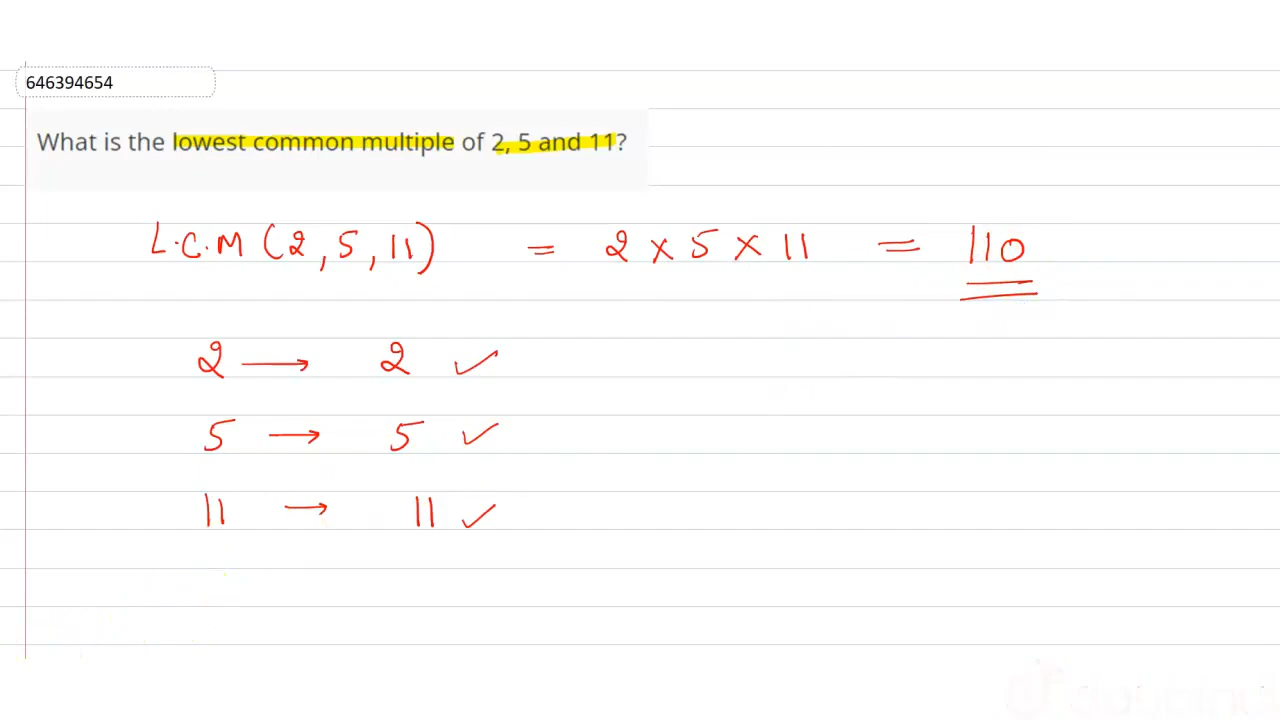 646394654
What is the lowest common multiple of 2, 5 and 11?
L.C.M (2, 5, 11) = 2 × 5 × 11 = 110
2 → 2 ✓
5 → 5 ✓
11 → 11 ✓